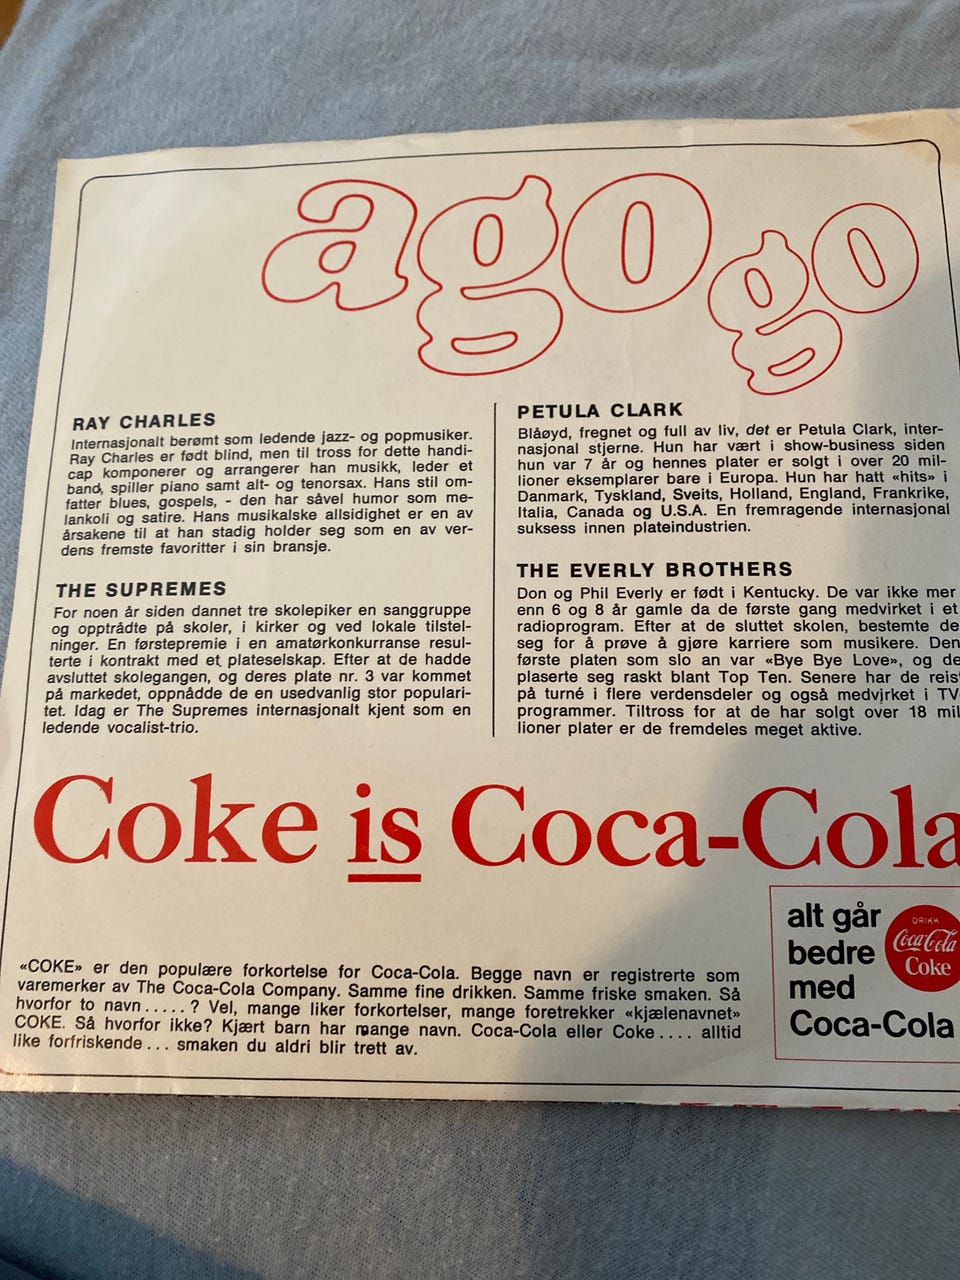 agogo
RAY CHARLES
Internasjonalt berømt som ledende jazz- og popmusiker.
Ray Charles er født blind, men til tross for dette handi-
cap komponerer og arrangerer han musikk, leder et
band, spiller piano samt alt- og tenorsax. Hans stil om-
fatter blues, gospels, - den har såvel humor som me-
lankoli og satire. Hans musikalske allsidighet er en av
årsakene til at han stadig holder seg som en av ver-
dens fremste favoritter i sin bransje.
THE SUPREMES
For noen år siden dannet tre skolepiker en sanggruppe
og opptrådte på skoler, i kirker og ved lokale tilstel-
ninger. En førstepremie i en amatørkonkurranse resul-
terte i kontrakt med et plateselskap. Efter at de hadde
avsluttet skolegangen, og deres plate nr. 3 var kommet
på markedet, oppnådde de en usedvanlig stor populari-
tet. Idag er The Supremes internasjonalt kjent som en
ledende vocalist-trio.
PETULA CLARK
Blåøyd, fregnet og full av liv, det er Petula Clark, inter-
nasjonal stjerne. Hun har vært i show-business siden
hun var 7 år og hennes plater er solgt i over 20 mil-
lioner eksemplarer bare i Europa. Hun har hatt «hits» i
Danmark, Tyskland, Sveits, Holland, England, Frankrike,
Italia, Canada og U.S.A. En fremragende internasjonal
suksess innen plateindustrien.
THE EVERLY BROTHERS
Don og Phil Everly er født i Kentucky. De var ikke mer
enn 6 og 8 år gamle da de første gang medvirket i et
radioprogram. Efter at de sluttet skolen, bestemte de
seg for å prøve å gjøre karriere som musikere. Den
første platen som slo an var «Bye Bye Love», og de
plaserte seg raskt blant Top Ten. Senere har de reist
på turné i flere verdensdeler og også medvirket i TV
programmer. Tiltross for at de har solgt over 18 mil
lioner plater er de fremdeles meget aktive.
Coke is Coca-Cola
«COKE» er den populære forkortelse for Coca-Cola. Begge navn er registrerte som
varemerker av The Coca-Cola Company. Samme fine drikken. Samme friske smaken. Så
hvorfor to navn.....? Vel, mange liker forkortelser, mange foretrekker «kjælenavnet»
COKE. Så hvorfor ikke? Kjært barn har mange navn. Coca-Cola eller Coke.... alltid
like forfriskende... smaken du aldri blir trett av.
alt går
bedre
med
Coca-Cola
DRIKK
Coca-Cola
Coke